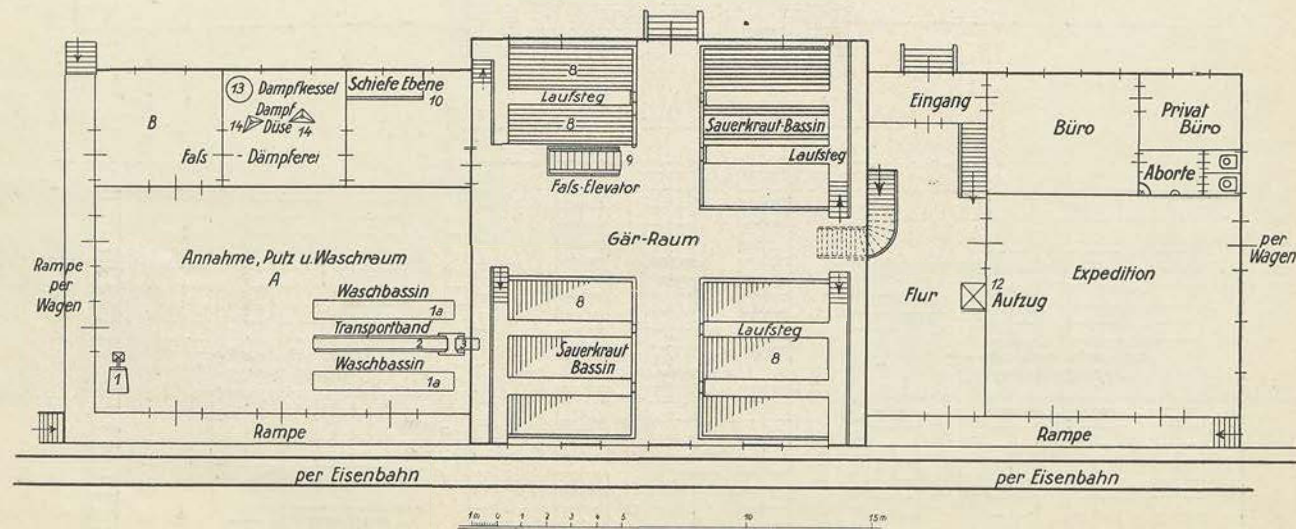 13 Dampfkessel
Dampf
Düse
14
14
Schiefe Ebene
10
B
Faß - Dämpferei
8
Laufsteg
8
9
Faß-Elevator
Sauerkraut-Bassin
Laufsteg
Eingang
Büro
Privat
Büro
Aborte
Gär-Raum
Annahme, Putz u. Waschraum
A
Rampe
per
Wagen
Waschbassin
1a
Transportband
2
3
Waschbassin
1a
1
8
Sauerkraut
Bassin
Laufsteg
8
Flur
12
Aufzug
Expedition
per
Wagen
Rampe
Rampe
per Eisenbahn
per Eisenbahn
1m 0 1 2 3 4 5 10 15m